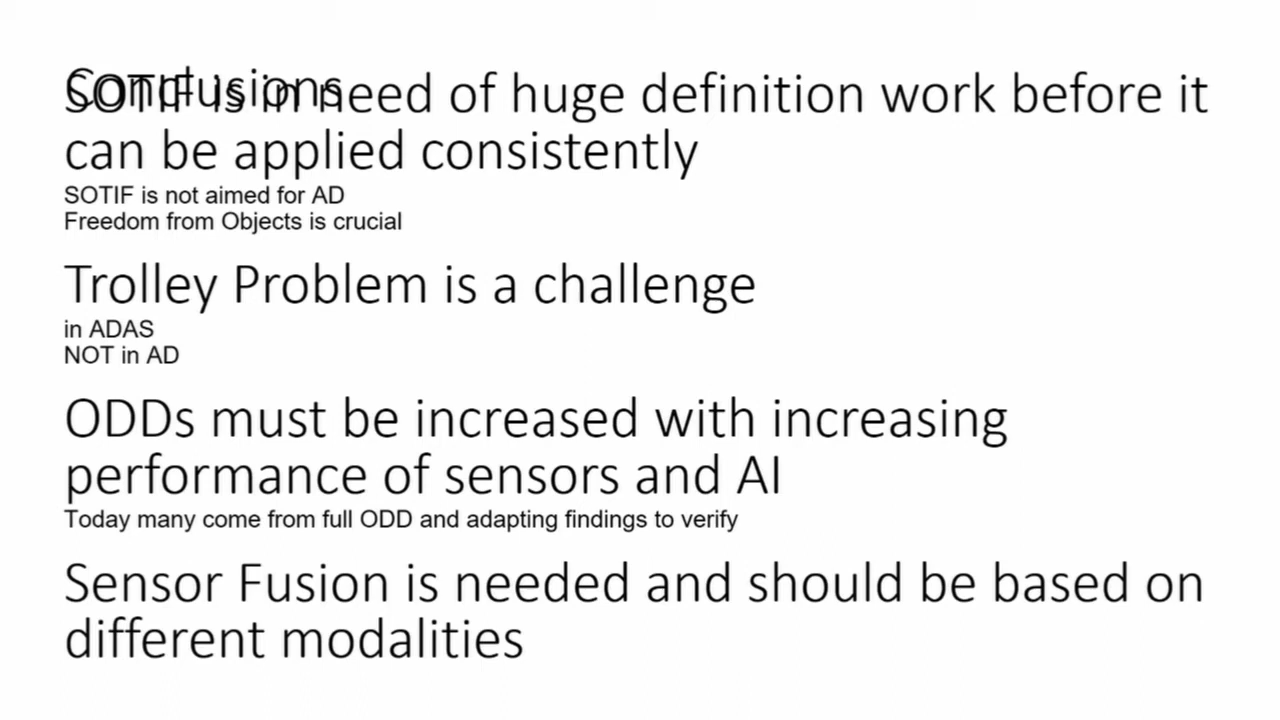 Conclusions
SOTIF is in need of huge definition work before it
can be applied consistently
SOTIF is not aimed for AD
Freedom from Objects is crucial
Trolley Problem is a challenge
in ADAS
NOT in AD
ODDs must be increased with increasing
performance of sensors and AI
Today many come from full ODD and adapting findings to verify
Sensor Fusion is needed and should be based on
different modalities